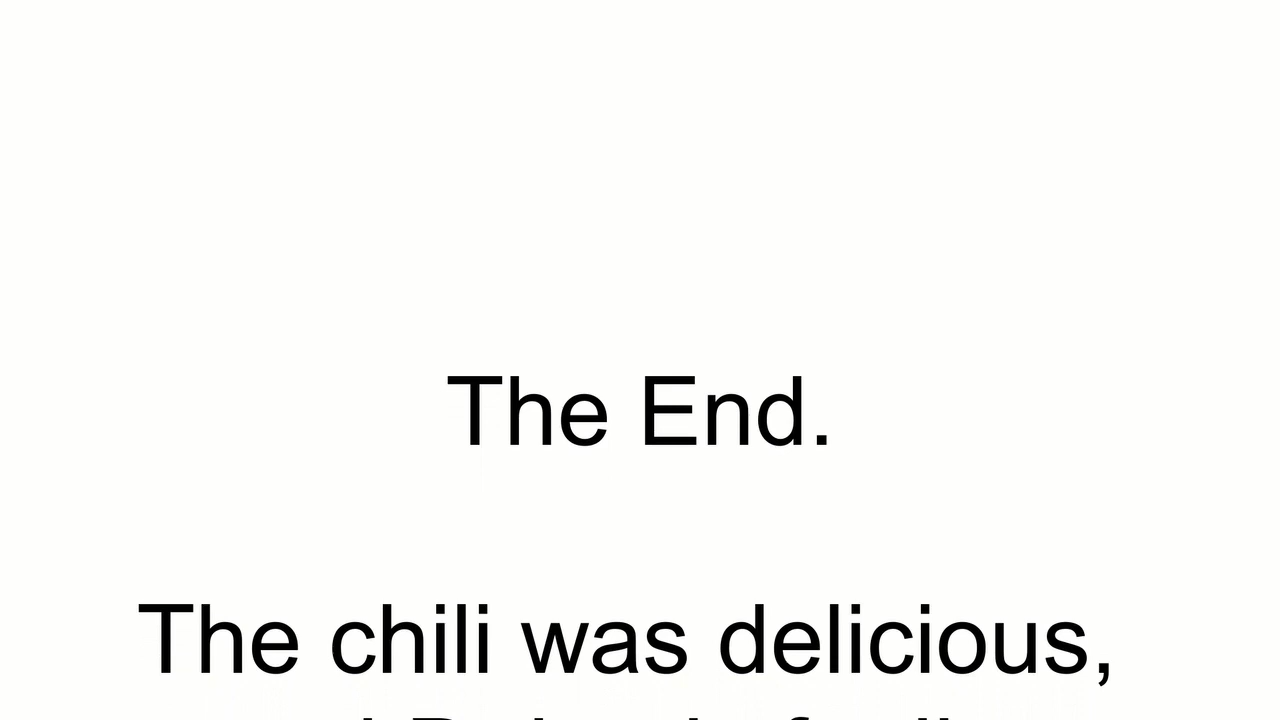 The End.
The chili was delicious,